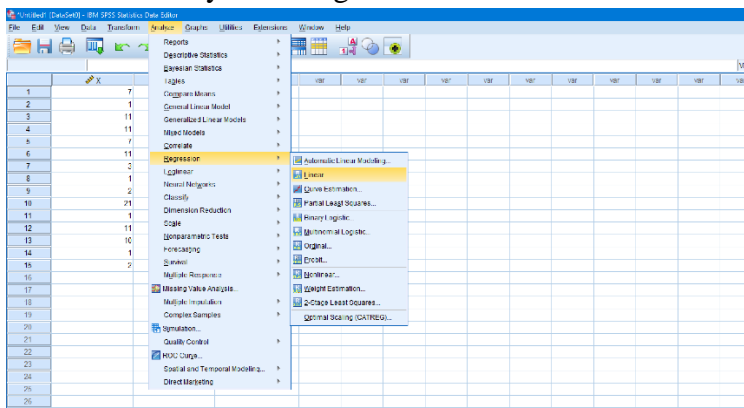 *Untitled1 [DataSet0] - IBM SPSS Statistics Data Editor
File Edit View Data Transform Analyze Graphs Utilities Extensions Window Help
X var var var var var var var var var var
1 7
2 1
3 11
4 11
5 7
6 11
7 3
8 1
9 2
10 21
11 1
12 11
13 10
14 1
15 2
16
17
18
19
20
21
22
23
24
25
26
Reports
Descriptive Statistics
Bayesian Statistics
Tables
Compare Means
General Linear Model
Generalized Linear Models
Mixed Models
Correlate
Regression
Loglinear
Neural Networks
Classify
Dimension Reduction
Scale
Nonparametric Tests
Forecasting
Survival
Multiple Response
Missing Value Analysis...
Multiple Imputation
Complex Samples
Simulation...
Quality Control
ROC Curve...
Spatial and Temporal Modeling...
Direct Marketing
Automatic Linear Modeling...
Linear
Curve Estimation...
Partial Least Squares...
Binary Logistic...
Multinomial Logistic...
Ordinal...
Probit...
Nonlinear...
Weight Estimation...
2-Stage Least Squares...
Optimal Scaling (CATREG)...